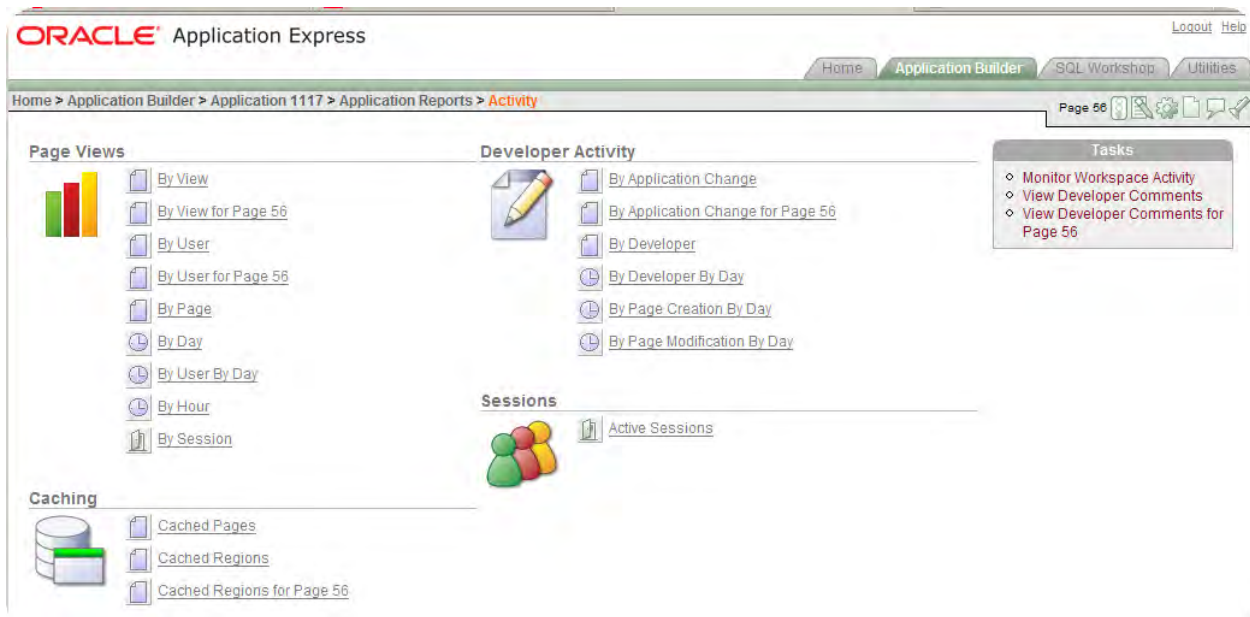 ORACLE Application Express
Logout Help
Home Application Builder SQL Workshop Utilities
Home > Application Builder > Application 1117 > Application Reports > Activity
Page 56
Page Views
By View
By View for Page 56
By User
By User for Page 56
By Page
By Day
By User By Day
By Hour
By Session
Caching
Cached Pages
Cached Regions
Cached Regions for Page 56
Developer Activity
By Application Change
By Application Change for Page 56
By Developer
By Developer By Day
By Page Creation By Day
By Page Modification By Day
Sessions
Active Sessions
Tasks
Monitor Workspace Activity
View Developer Comments
View Developer Comments for
Page 56